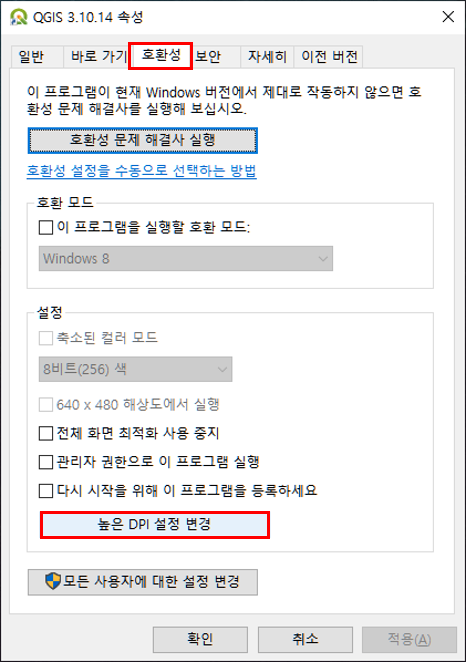 QGIS 3.10.14 속성
일반 바로 가기 호환성 보안 자세히 이전 버전
이 프로그램이 현재 Windows 버전에서 제대로 작동하지 않으면 호
환성 문제 해결사를 실행해 보십시오.
호환성 문제 해결사 실행
호환성 설정을 수동으로 선택하는 방법
호환 모드
이 프로그램을 실행할 호환 모드:
Windows 8
설정
축소된 컬러 모드
8비트(256) 색
640 x 480 해상도에서 실행
전체 화면 최적화 사용 중지
관리자 권한으로 이 프로그램 실행
다시 시작을 위해 이 프로그램을 등록하세요
높은 DPI 설정 변경
모든 사용자에 대한 설정 변경
확인 취소 적용(A)